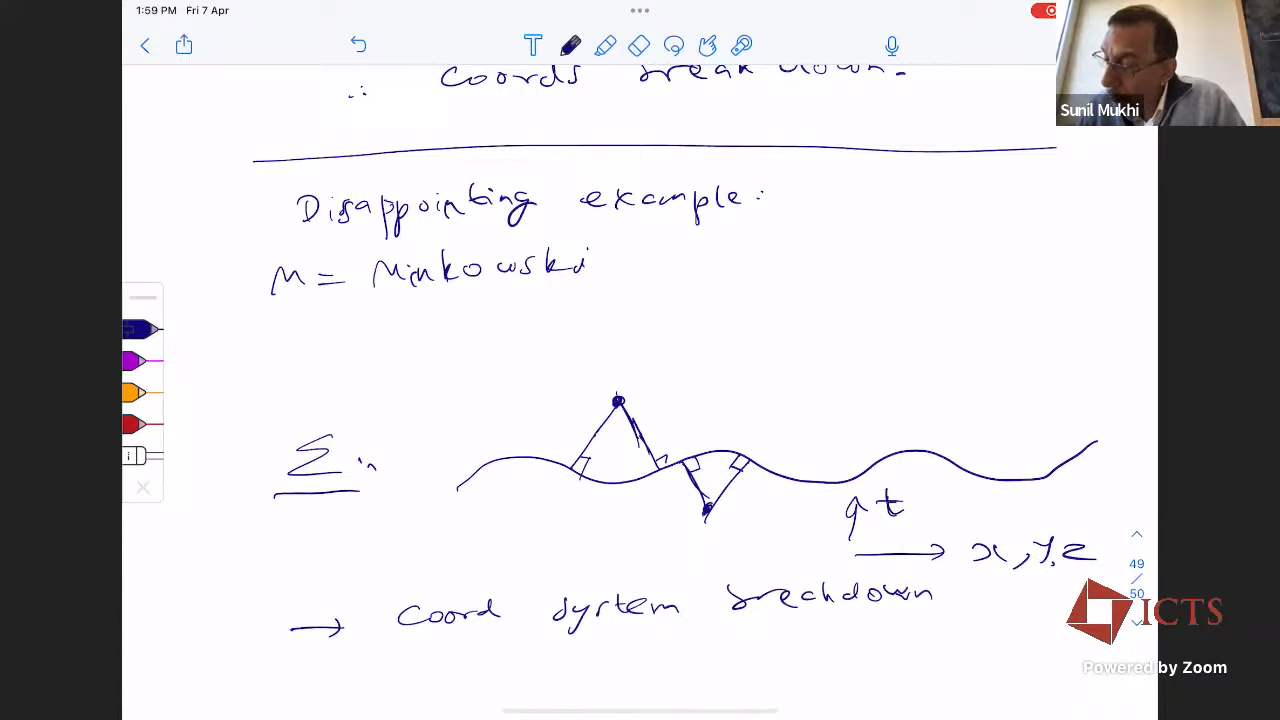 1:59 PM Fri 7 Apr
T
∴ Coords break down.
Sunil Mukhi
Disappointing example:
M = Minkowski
Σ in
t
x, y, z
49
/
50
→ Coord system breakdown
ICTS
Powered by Zoom